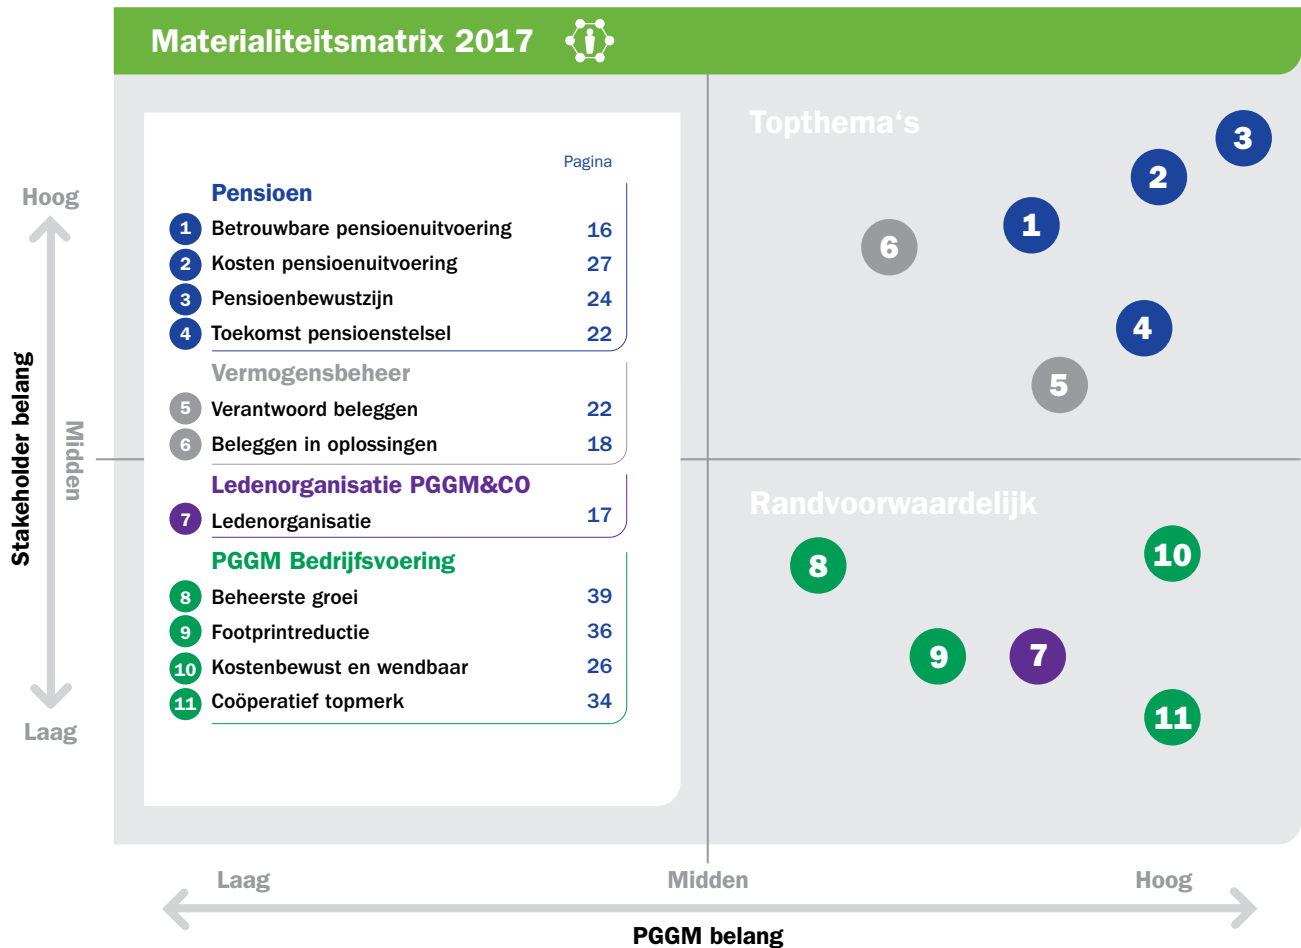 Materialiteitsmatrix 2017
Pagina
Pensioen
1 Betrouwbare pensioenuitvoering 16
2 Kosten pensioenuitvoering 27
3 Pensioenbewustzijn 24
4 Toekomst pensioenstelsel 22
Vermogensbeheer
5 Verantwoord beleggen 22
6 Beleggen in oplossingen 18
Ledenorganisatie PGGM&CO
7 Ledenorganisatie 17
PGGM Bedrijfsvoering
8 Beheerste groei 39
9 Footprintreductie 36
10 Kostenbewust en wendbaar 26
11 Coöperatief topmerk 34
Topthema‘s
3
2
1
6
4
5
Randvoorwaardelijk
10
8
9
7
11
Hoog
Midden
Laag
Stakeholder belang
Laag
Midden
Hoog
PGGM belang